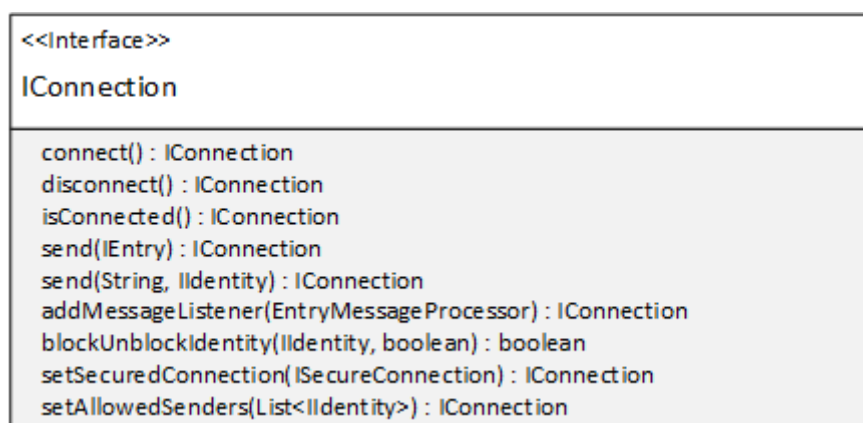 <<Interface>>
IConnection
connect() : IConnection
disconnect() : IConnection
isConnected() : IConnection
send(IEntry) : IConnection
send(String, IIdentity) : IConnection
addMessageListener(EntryMessageProcessor) : IConnection
blockUnblockIdentity(IIdentity, boolean) : boolean
setSecuredConnection(ISecureConnection) : IConnection
setAllowedSenders(List<IIdentity>) : IConnection